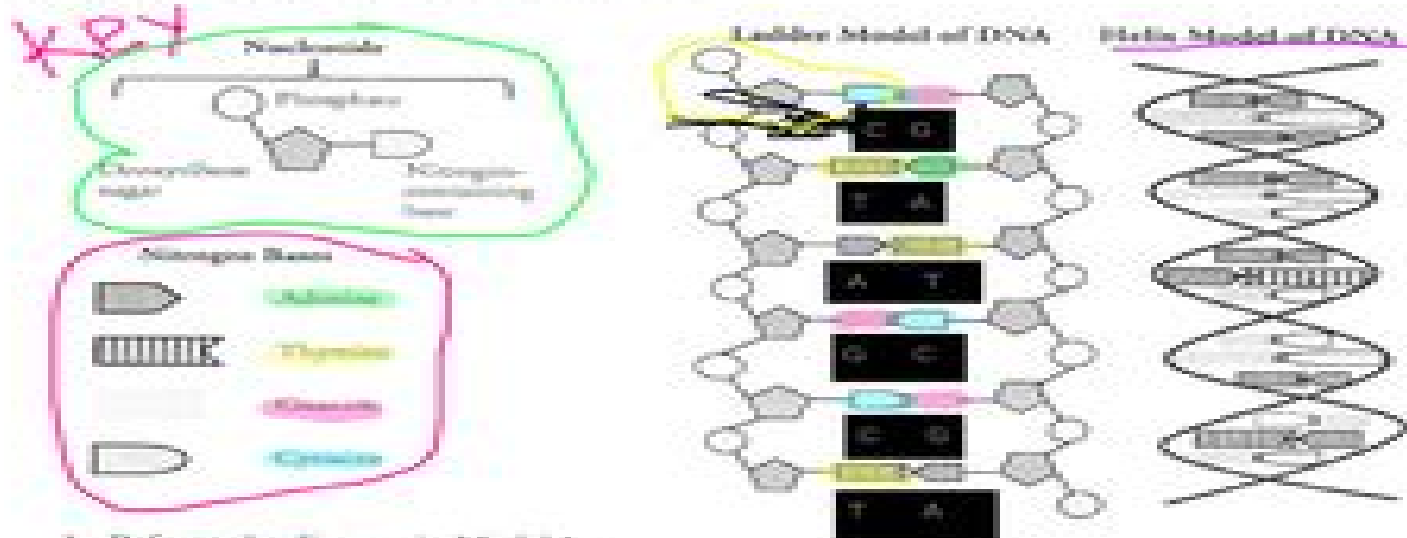 KEY
Nucleotide
Phosphate
Deoxyribose
sugar
Nitrogen-
containing
base
Nitrogen Bases
Adenine
Thymine
Guanine
Cytosine
Ladder Model of DNA
C G
T A
A T
G C
C G
T A
Helix Model of DNA